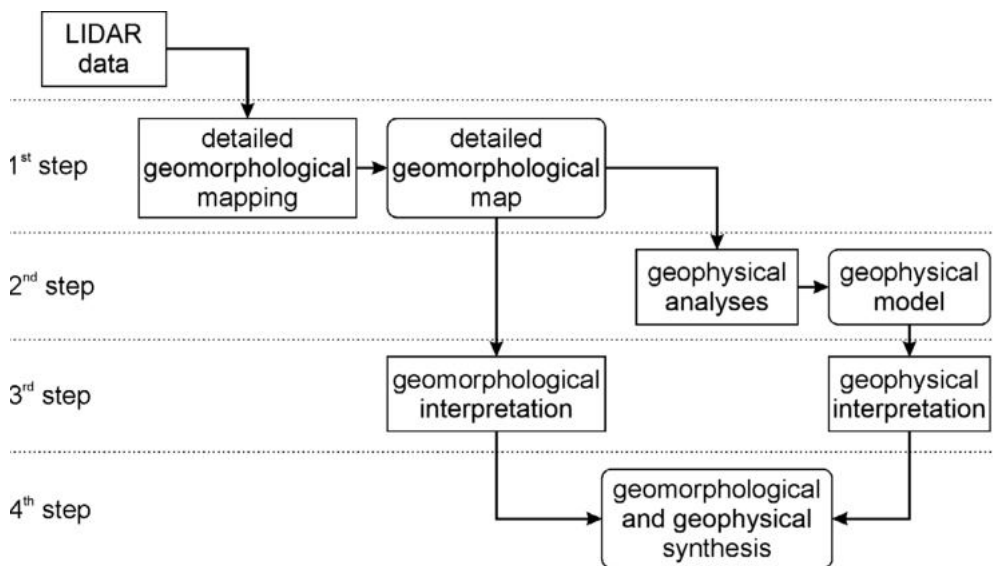 LIDAR
data
1st step
detailed
geomorphological
mapping
detailed
geomorphological
map
2nd step
geophysical
analyses
geophysical
model
3rd step
geomorphological
interpretation
geophysical
interpretation
4th step
geomorphological
and geophysical
synthesis